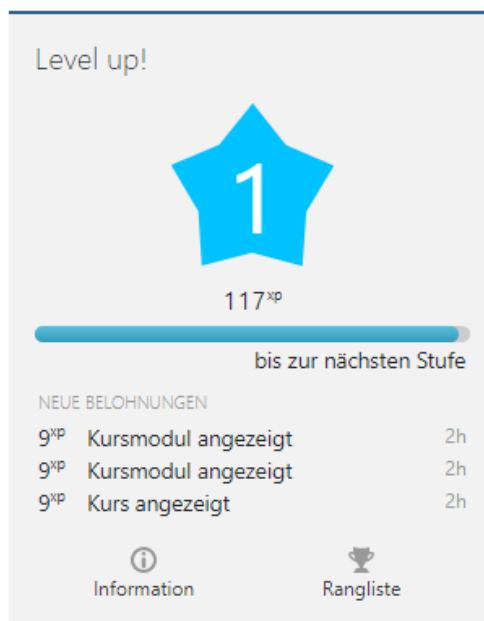 Level up!
1
117xp
bis zur nächsten Stufe
NEUE BELOHNUNGEN
9xp Kursmodul angezeigt 2h
9xp Kursmodul angezeigt 2h
9xp Kurs angezeigt 2h
Information Rangliste